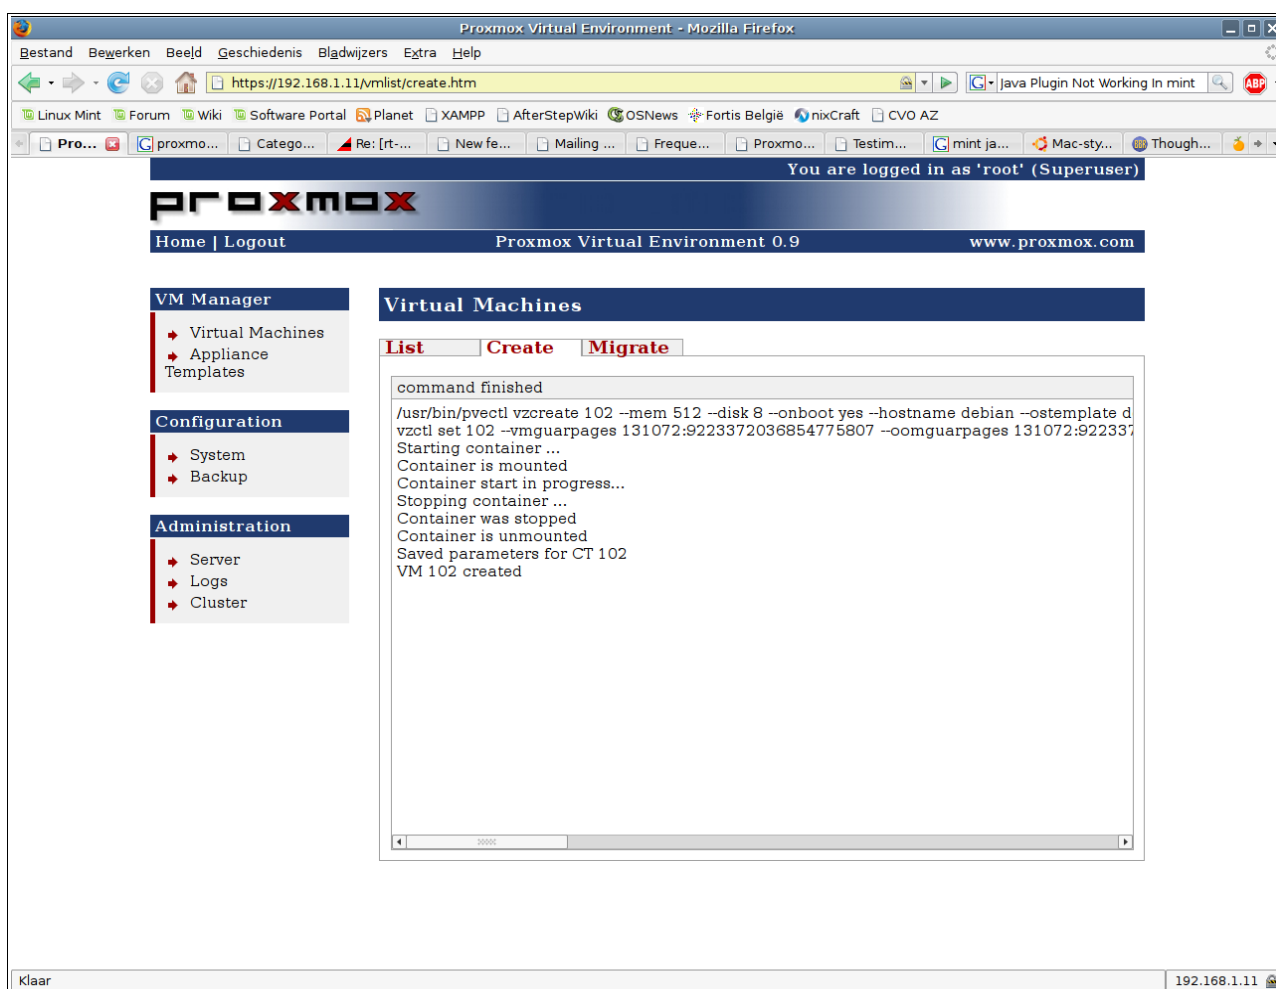 Proxmox Virtual Environment - Mozilla Firefox
Bestand Bewerken Beeld Geschiedenis Bladwijzers Extra Help
https://192.168.1.11/vmlist/create.htm
Java Plugin Not Working In mint
ABP
Linux Mint Forum Wiki Software Portal Planet XAMPP AfterStepWiki OSNews Fortis België nixCraft CVO AZ
Pro... proxmo... Catego... Re: [rt-... New fe... Mailing ... Freque... Proxmo... Testim... mint ja... Mac-sty... Though...
You are logged in as 'root' (Superuser)
proxmox
Home | Logout
Proxmox Virtual Environment 0.9
www.proxmox.com
VM Manager
Virtual Machines
Appliance
Templates
Configuration
System
Backup
Administration
Server
Logs
Cluster
Virtual Machines
List Create Migrate
command finished
/usr/bin/pvectl vzcreate 102 --mem 512 --disk 8 --onboot yes --hostname debian --ostemplate d
vzctl set 102 --vmguarpages 131072:9223372036854775807 --oomguarpages 131072:922337
Starting container ...
Container is mounted
Container start in progress...
Stopping container ...
Container was stopped
Container is unmounted
Saved parameters for CT 102
VM 102 created
Klaar
192.168.1.11